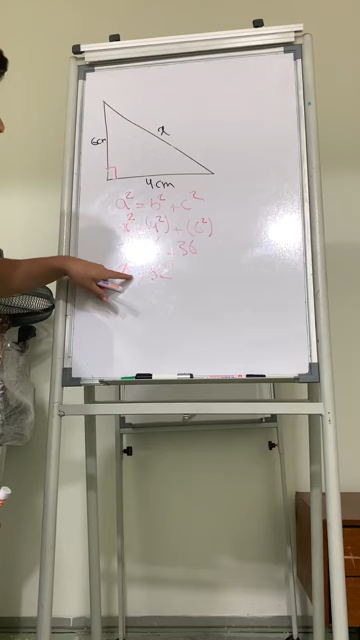 6cm
x
4cm
a² = b² + c²
x² = (4²) + (6²)
+ 36